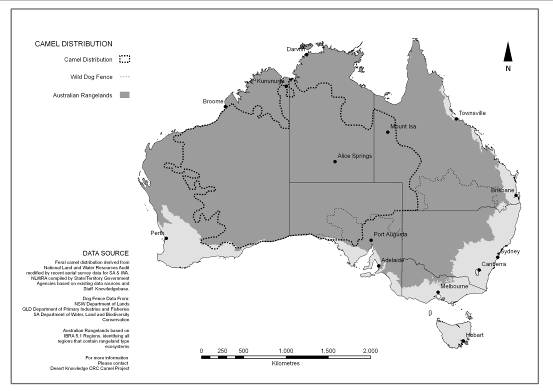 CAMEL DISTRIBUTION
Camel Distribution
Wild Dog Fence
Australian Rangelands
Darwin
Kununurra
Broome
Townsville
Mount Isa
Alice Springs
Brisbane
Perth
Port Augusta
Adelaide
Sydney
Canberra
Melbourne
Hobart
N
DATA SOURCE
Feral camel distribution derived from
National Land and Water Resources Audit
modified by recent aerial survey data for SA & WA.
NLWRA compiled by State/Territory Government
Agencies based on existing data sources and
Staff Knowledgebase.
Dog Fence Data From:
NSW Department of Lands
QLD Department of Primary Industries and Fisheries
SA Department of Water, Land and Biodiversity
Conservation
Australian Rangelands based on
IBRA 5.1 Regions, identifying all
regions that contain rangeland type
ecosystems
For more information
Please contact:
Desert Knowledge CRC Camel Project
0 250 500 1,000 1,500 2,000
Kilometres